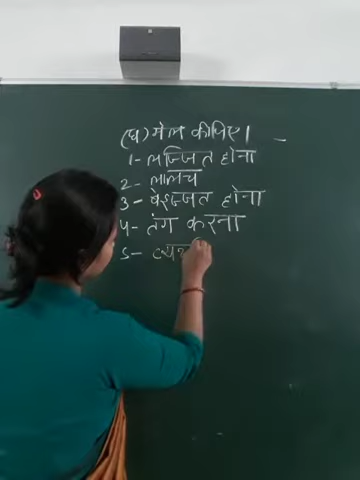 (घ) मेल कीजिए। -
1- लज्जित होना
2- लालच
3- बेइज्जत होना
4- तंग करना
5-